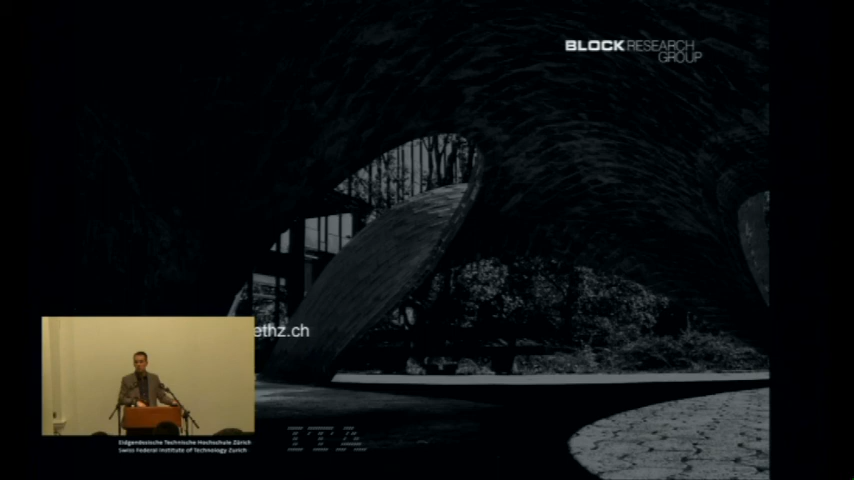 BLOCK RESEARCH
GROUP
ethz.ch
Eidgenössische Technische Hochschule Zürich
Swiss Federal Institute of Technology Zurich
ITA